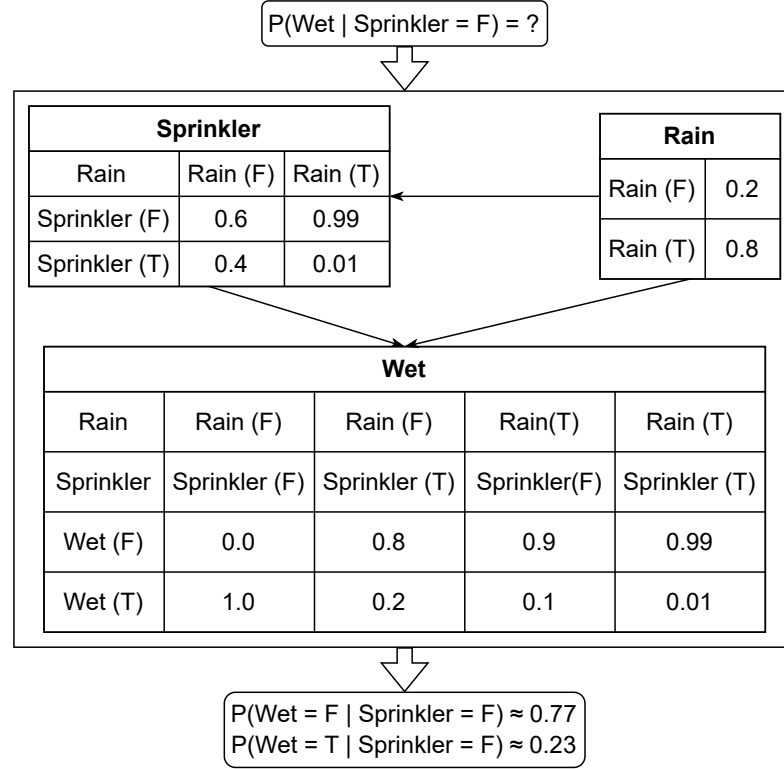 P(Wet | Sprinkler = F) = ?
Sprinkler
Rain Rain (F) Rain (T)
Sprinkler (F) 0.6 0.99
Sprinkler (T) 0.4 0.01
Rain
Rain (F) 0.2
Rain (T) 0.8
Wet
Rain Rain (F) Rain (F) Rain(T) Rain (T)
Sprinkler Sprinkler (F) Sprinkler (T) Sprinkler(F) Sprinkler (T)
Wet (F) 0.0 0.8 0.9 0.99
Wet (T) 1.0 0.2 0.1 0.01
P(Wet = F | Sprinkler = F) ≈ 0.77
P(Wet = T | Sprinkler = F) ≈ 0.23